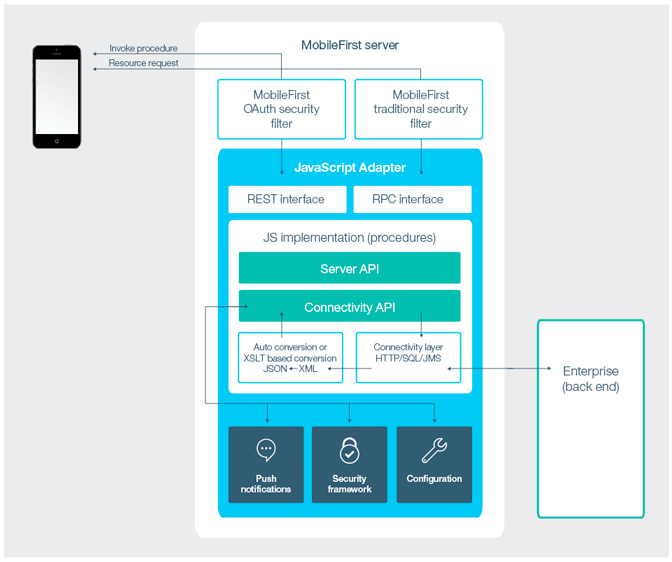 MobileFirst server
Invoke procedure
Resource request
MobileFirst
OAuth security
filter
MobileFirst
traditional security
filter
JavaScript Adapter
REST interface
RPC interface
JS implementation (procedures)
Server API
Connectivity API
Auto conversion or
XSLT based conversion
JSON ← XML
Connectivity layer
HTTP/SQL/JMS
Enterprise
(back end)
Push
notifications
Security
framework
Configuration